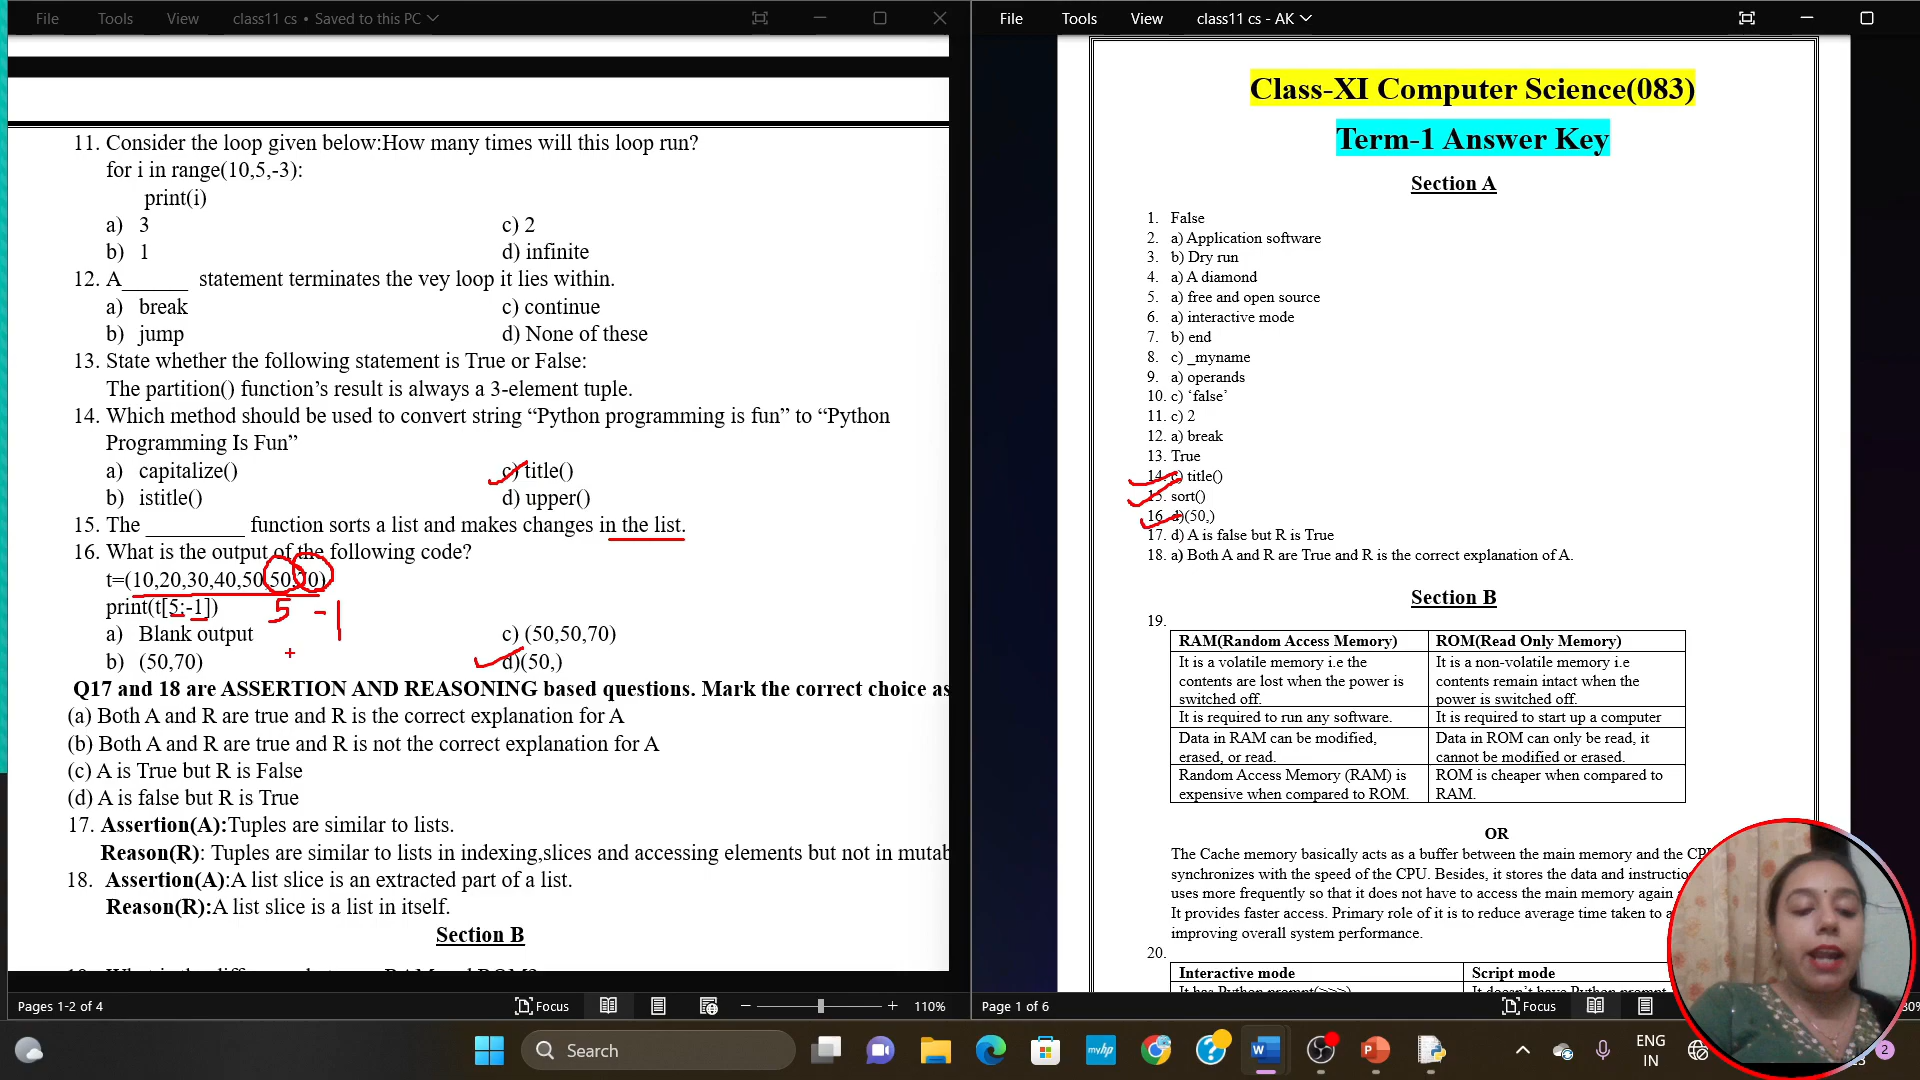 File Tools View class11 cs • Saved to this PC
File Tools View class11 cs - AK
11. Consider the loop given below:How many times will this loop run?
for i in range(10,5,-3):
print(i)
a) 3 c) 2
b) 1 d) infinite
12. A______ statement terminates the vey loop it lies within.
a) break c) continue
b) jump d) None of these
13. State whether the following statement is True or False:
The partition() function’s result is always a 3-element tuple.
14. Which method should be used to convert string “Python programming is fun” to “Python
Programming Is Fun”
a) capitalize() c) title()
b) istitle() d) upper()
15. The _________ function sorts a list and makes changes in the list.
16. What is the output of the following code?
t=(10,20,30,40,50,50,70)
print(t[5:-1])
5 -1
a) Blank output c) (50,50,70)
b) (50,70) d)(50,)
Q17 and 18 are ASSERTION AND REASONING based questions. Mark the correct choice as
(a) Both A and R are true and R is the correct explanation for A
(b) Both A and R are true and R is not the correct explanation for A
(c) A is True but R is False
(d) A is false but R is True
17. Assertion(A):Tuples are similar to lists.
Reason(R): Tuples are similar to lists in indexing,slices and accessing elements but not in mutab
18. Assertion(A):A list slice is an extracted part of a list.
Reason(R):A list slice is a list in itself.
Section B
Pages 1-2 of 4 Focus 110%
Class-XI Computer Science(083)
Term-1 Answer Key
Section A
1. False
2. a) Application software
3. b) Dry run
4. a) A diamond
5. a) free and open source
6. a) interactive mode
7. b) end
8. c) _myname
9. a) operands
10. c) ‘false’
11. c) 2
12. a) break
13. True
14. c) title()
15. sort()
16. d)(50,)
17. d) A is false but R is True
18. a) Both A and R are True and R is the correct explanation of A.
Section B
19.
RAM(Random Access Memory) ROM(Read Only Memory)
It is a volatile memory i.e the It is a non-volatile memory i.e
contents are lost when the power is contents remain intact when the
switched off. power is switched off.
It is required to run any software. It is required to start up a computer
Data in RAM can be modified, Data in ROM can only be read, it
erased, or read. cannot be modified or erased.
Random Access Memory (RAM) is ROM is cheaper when compared to
expensive when compared to ROM. RAM.
OR
The Cache memory basically acts as a buffer between the main memory and the
synchronizes with the speed of the CPU. Besides, it stores the data and
uses more frequently so that it does not have to access the main memory again
It provides faster access. Primary role of it is to reduce average time taken to
improving overall system performance.
20.
Interactive mode Script mode
It has Python prompt(>>>) It doesn’t have Python prompt
Page 1 of 6 Focus
Search myhp W P ENG
IN 2